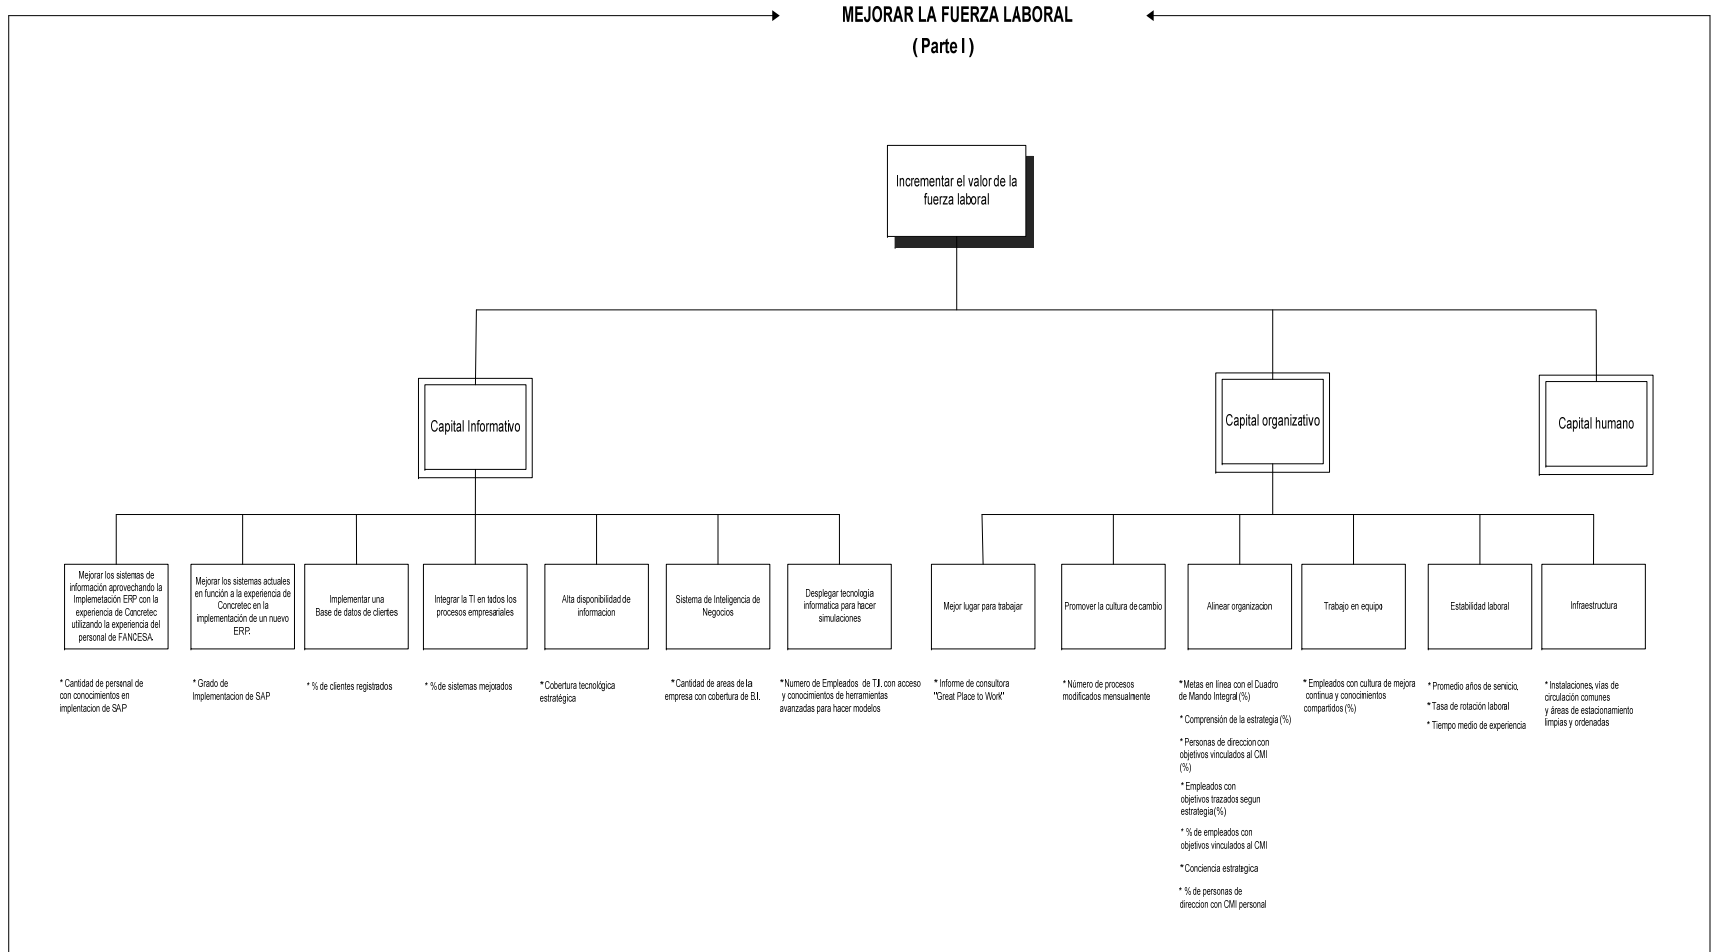 MEJORAR LA FUERZA LABORAL
( Parte I )
Incrementar el valor de la
fuerza laboral
Capital Informativo
Capital organizativo
Capital humano
Mejorar los sistemas de
información aprovechando la
Implemetación ERP con la
experiencia de Concretec
utilizando la experiencia del
personal de FANCESA.
Mejorar los sistemas actuales
en función a la experiencia de
Concretec en la
implementación de un nuevo
ERP.
Implementar una
Base de datos de clientes
Integrar la TI en todos los
procesos empresariales
Alta disponibilidad de
informacion
Sistema de Inteligencia de
Negocios
Desplegar tecnologia
informatica para hacer
simulaciones
Mejor lugar para trabajar
Promover la cultura de cambio
Alinear organizacion
Trabajo en equipo
Estabilidad laboral
Infraestructura
* Cantidad de personal de
con conocimientos en
implentacion de SAP
* Grado de
Implementacion de SAP
* % de clientes registrados
* % de sistemas mejorados
* Cobertura tecnológica
estratégica
* Cantidad de areas de la
empresa con cobertura de B.I.
* Numero de Empleados de T.I. con acceso
y conocimientos de herramientas
avanzadas para hacer modelos
* Informe de consultora
"Great Place to Work"
* Número de procesos
modificados mensualmente
* Metas en línea con el Duadro
de Mando Integral (%)
* Comprensión de la estrategia (%)
* Personas de direccion con
objetivos vinculados al CMI
(%)
* Empleados con
objetivos trazados segun
estrategia (%)
* % de empleados con
objetivos vinculados al CMI
* Conciencia estrategica
* % de personas de
direccion con CMI personal
* Empleados con cultura de mejora
continua y conocimientos
compartidos (%)
* Promedio años de servicio.
* Tasa de rotación laboral
* Tiempo medio de experiencia
* Instalaciones, vías de
circulación comunes
y áreas de estacionamiento
limpias y ordenadas